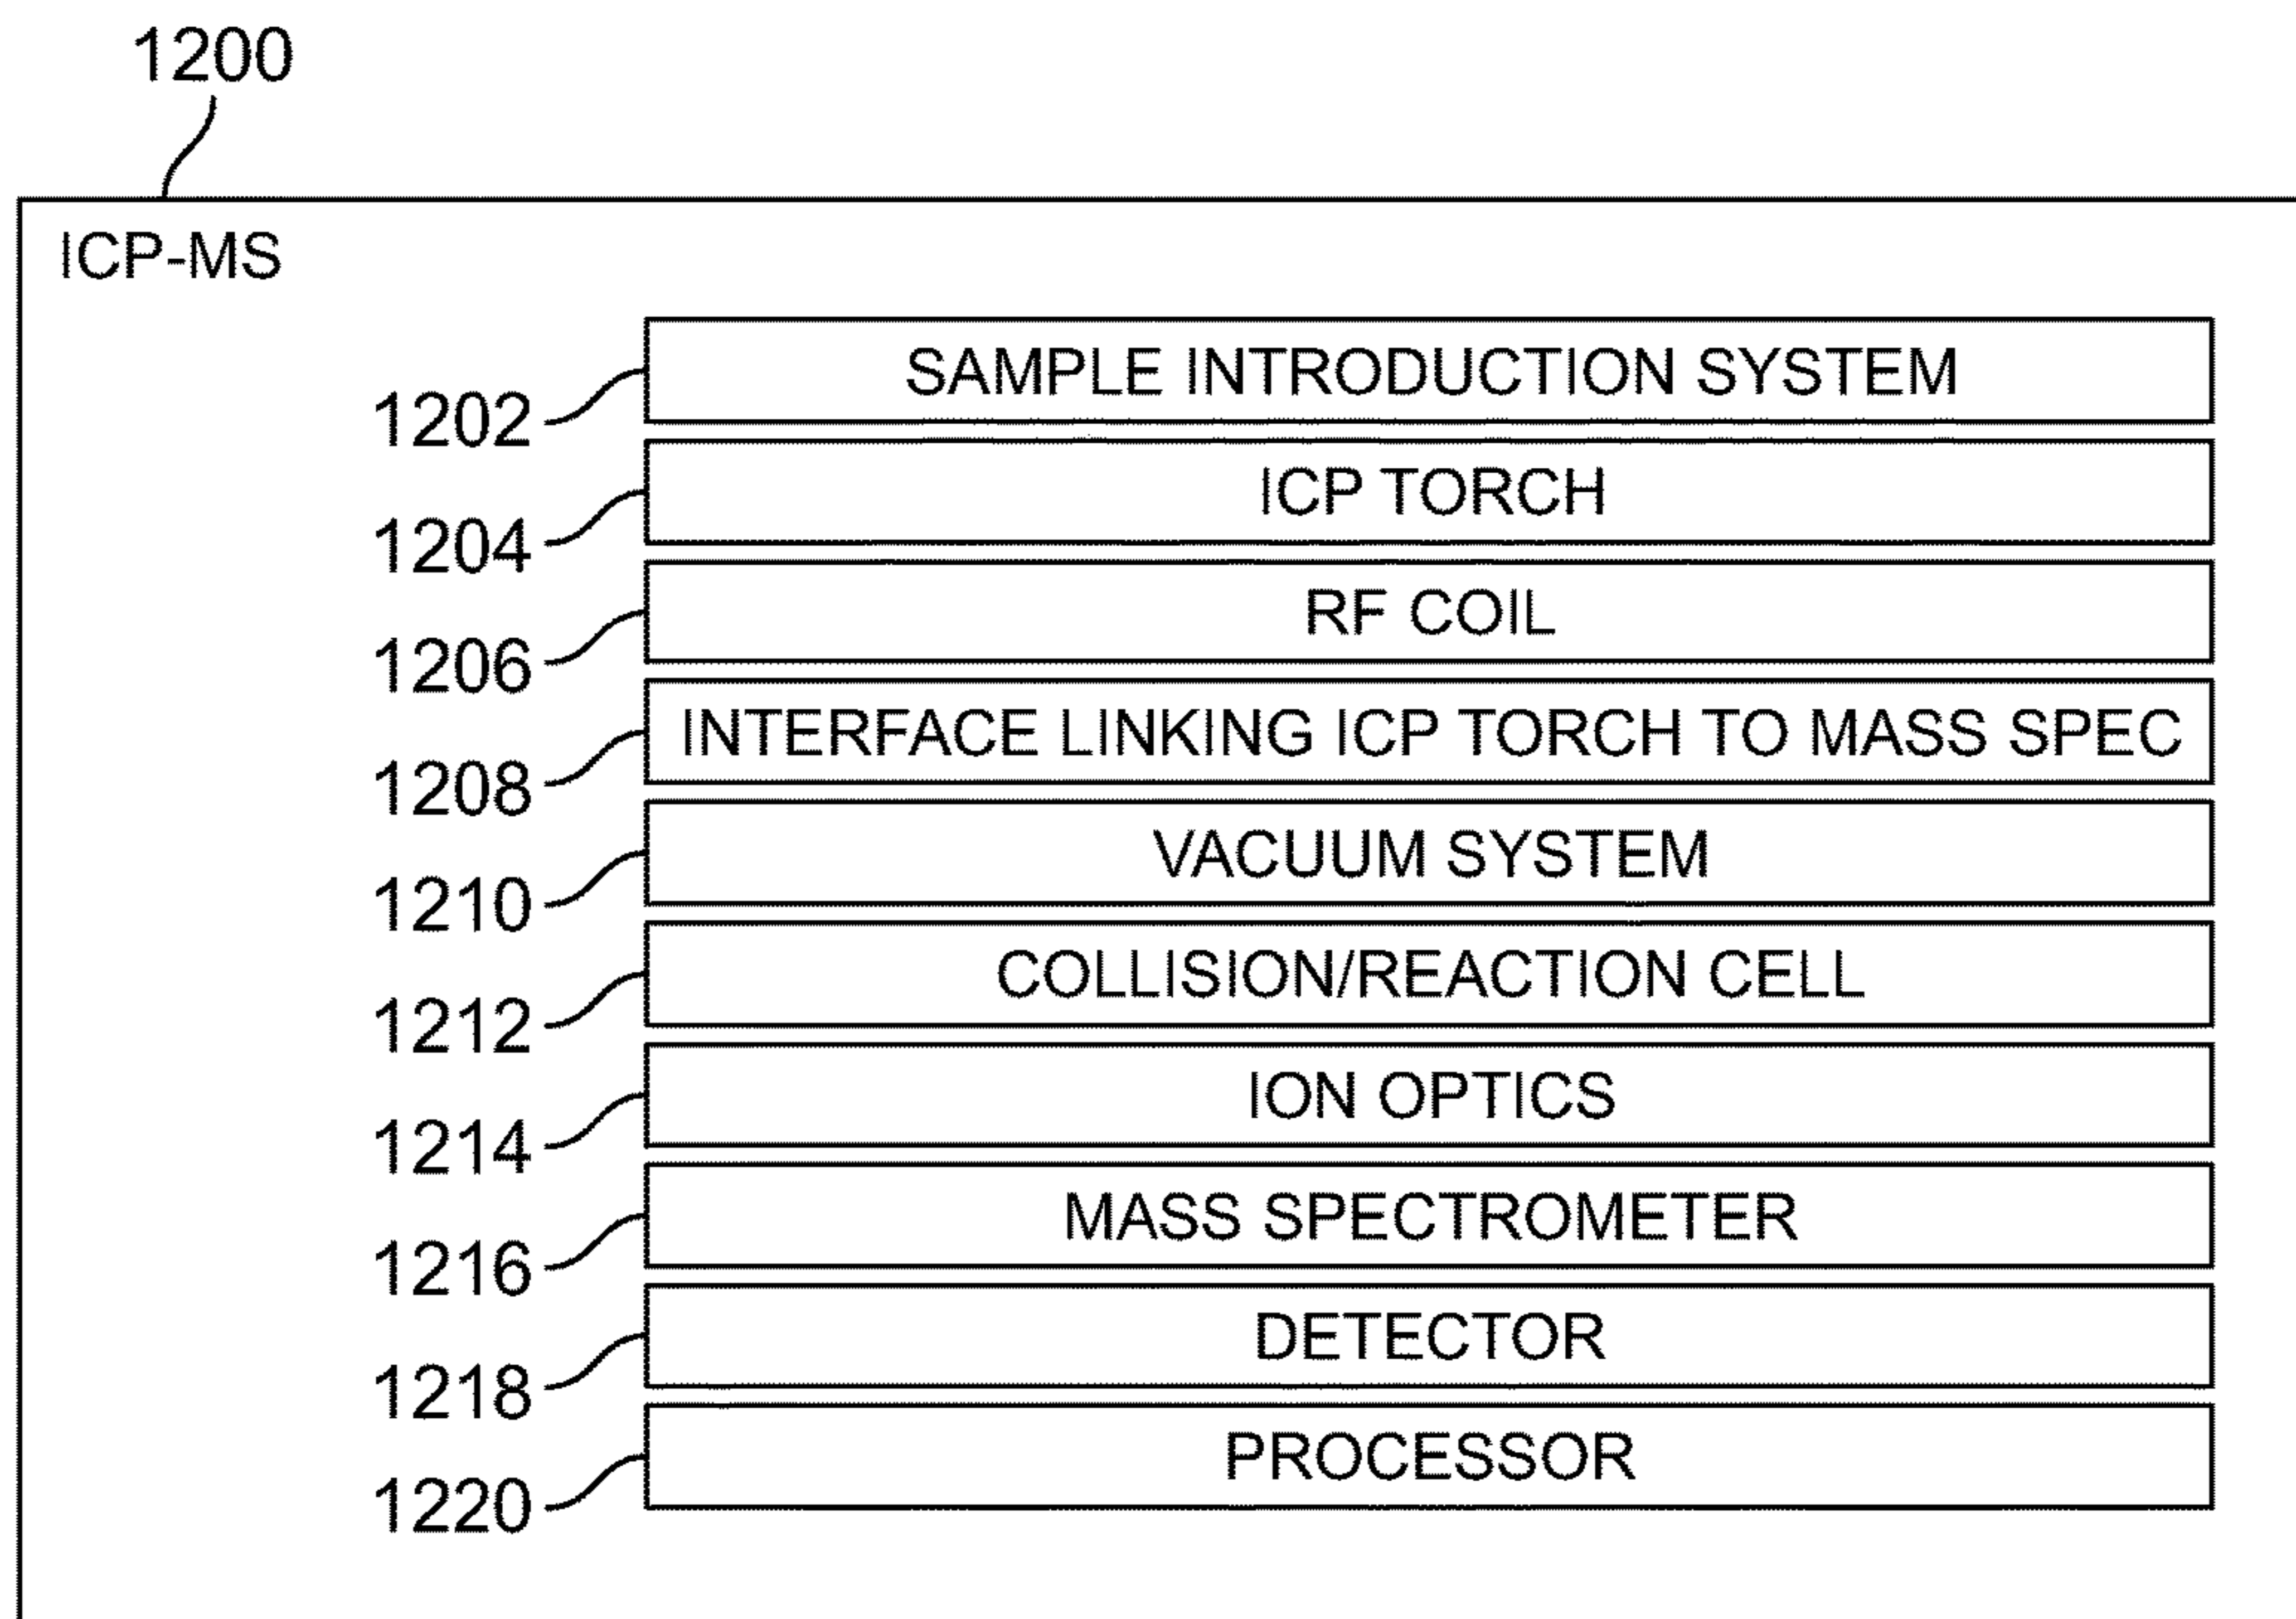 1200
ICP-MS
1202 SAMPLE INTRODUCTION SYSTEM
1204 ICP TORCH
1206 RF COIL
1208 INTERFACE LINKING ICP TORCH TO MASS SPEC
1210 VACUUM SYSTEM
1212 COLLISION/REACTION CELL
1214 ION OPTICS
1216 MASS SPECTROMETER
1218 DETECTOR
1220 PROCESSOR